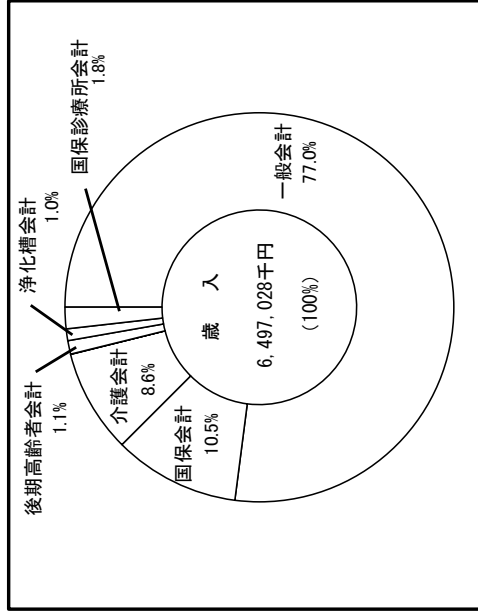 国保診療所会計
1.8%
浄化槽会計
1.0%
後期高齢者会計
1.1%
介護会計
8.6%
国保会計
10.5%
一般会計
77.0%
歳 入
6,497,028千円
(100%)